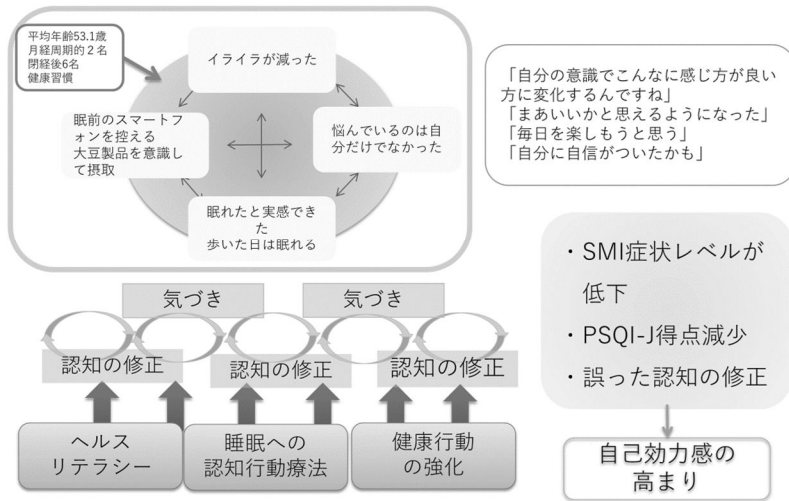 平均年齢53.1歳
月経周期的２名
閉経後6名
健康習慣
イライラが減った
眠前のスマートフ
ォンを控える
大豆製品を意識し
て摂取
悩んでいるのは自
分だけでなかった
眠れたと実感でき
た
歩いた日は眠れる
「自分の意識でこんなに感じ方が良い
方に変化するんですね」
「まあいいかと思えるようになった」
「毎日を楽しもうと思う」
「自分に自信がついたかも」
気づき
気づき
認知の修正
認知の修正
認知の修正
ヘルス
リテラシー
睡眠への
認知行動療法
健康行動
の強化
・SMI症状レベルが
低下
・PSQI-J得点減少
・誤った認知の修正
自己効力感の
高まり